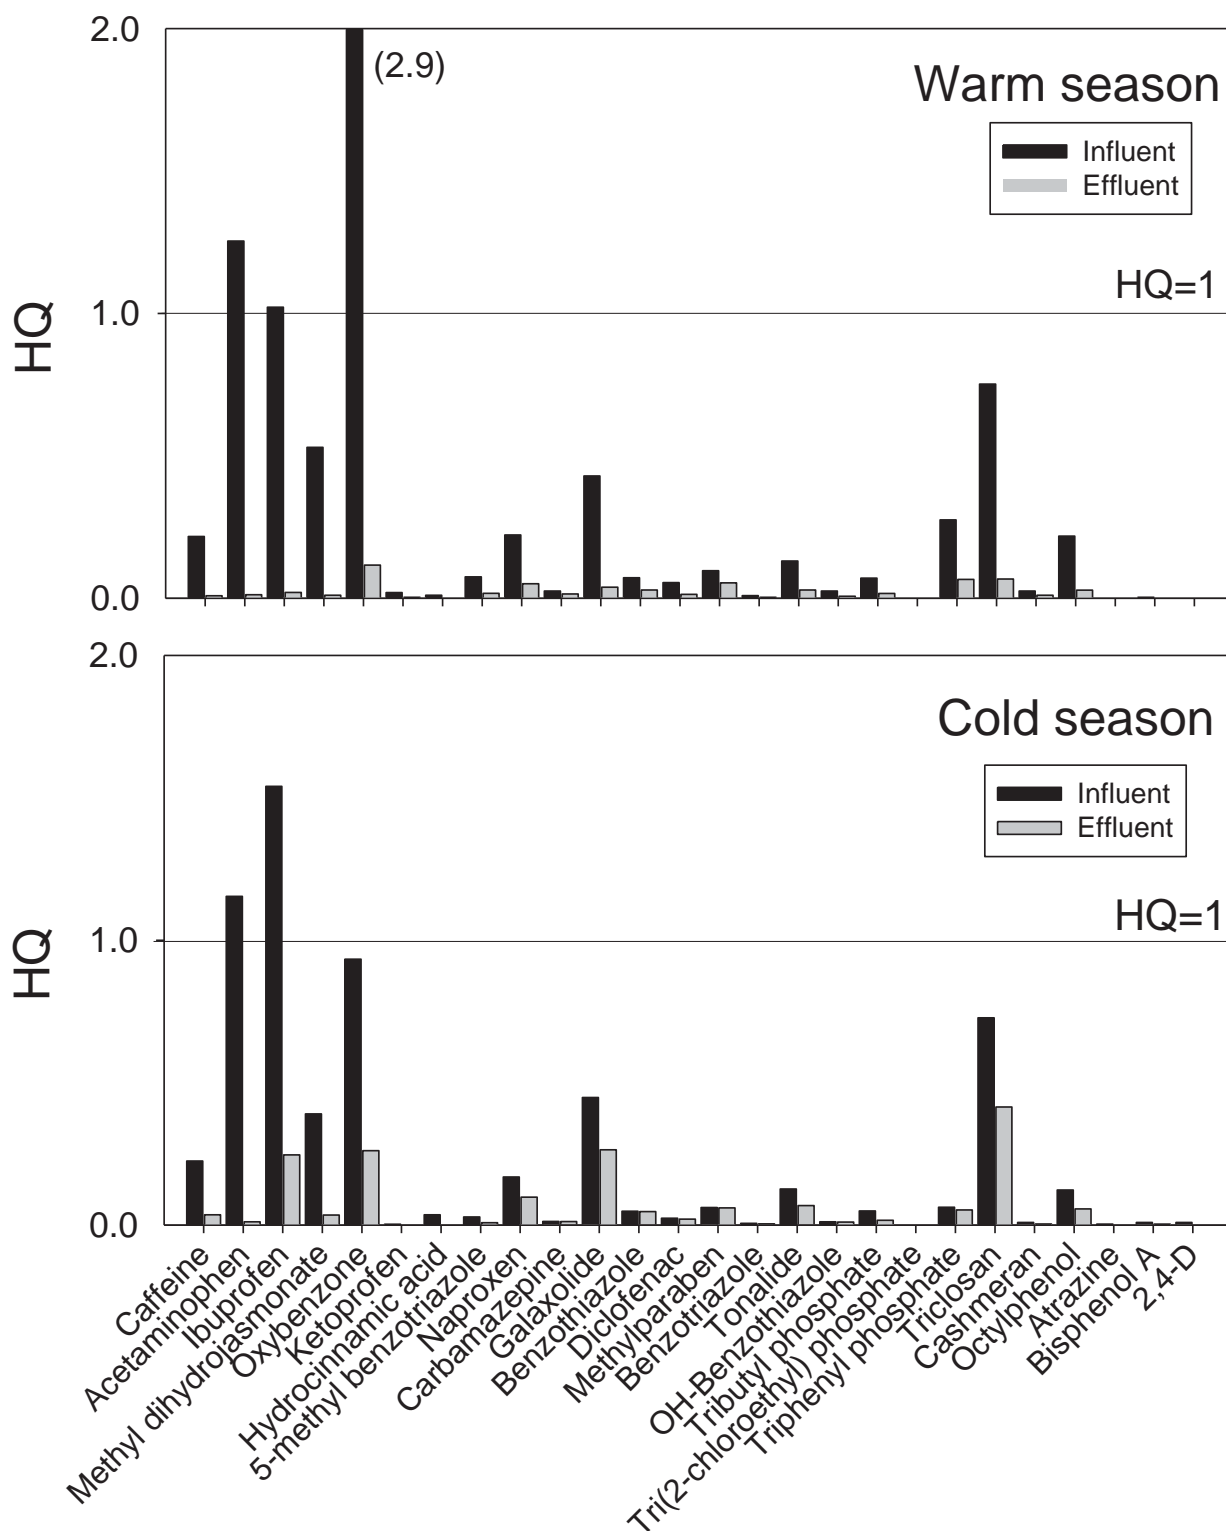 2.0
(2.9)
Warm season
Influent
Effluent
HQ=1
1.0
HQ
0.0
2.0
Cold season
Influent
Effluent
HQ=1
1.0
HQ
0.0
Caffeine
Acetaminophen
Ibuprofen
Methyl dihydrojasmonate
Oxybenzone
Ketoprofen
Hydrocinnamic acid
5-methyl benzotriazole
Naproxen
Carbamazepine
Galaxolide
Benzothiazole
Diclofenac
Methylparaben
Benzotriazole
Tonalide
OH-Benzothiazole
Tributyl phosphate
Tri(2-chloroethyl) phosphate
Triphenyl phosphate
Triclosan
Cashmeran
Octylphenol
Atrazine
Bisphenol A
2,4-D